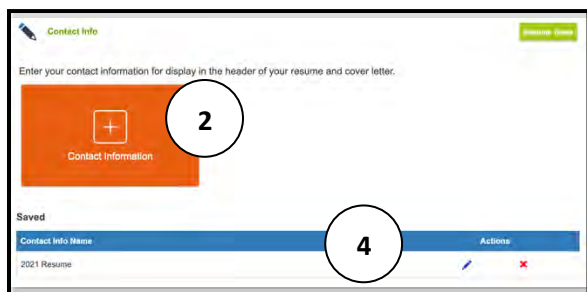 Contact Info
Enter your contact information for display in the header of your resume and cover letter.
2
Contact Information
Saved
4
Contact Info Name Actions
2021 Resume